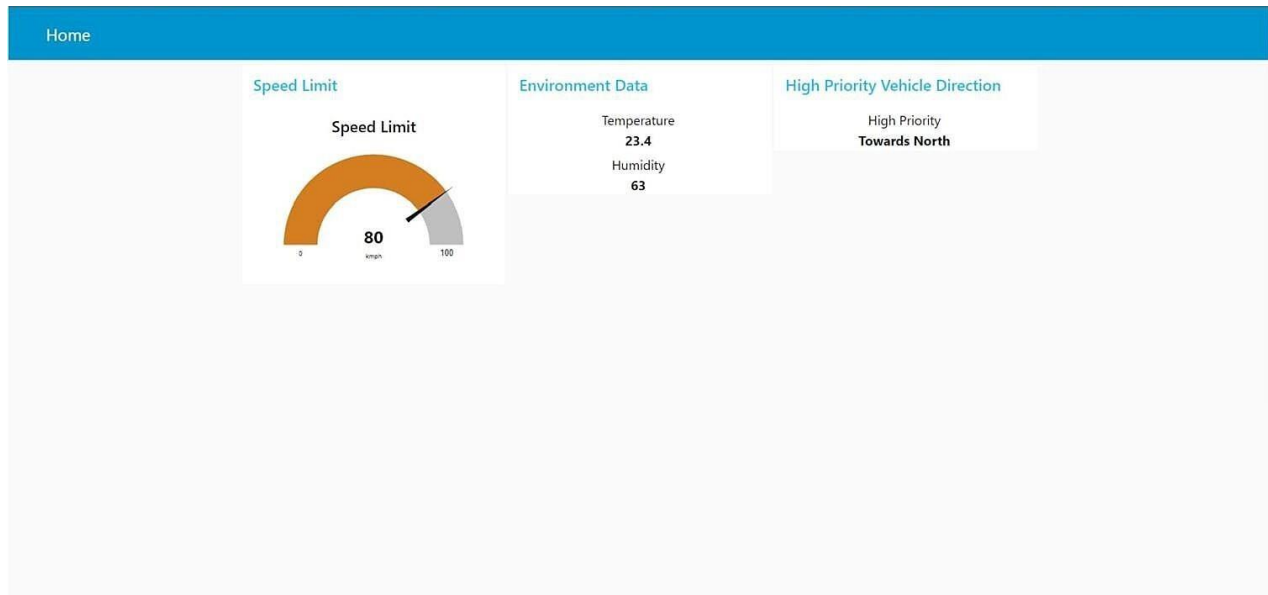 Home
Speed Limit
Speed Limit
80
kmph
0
100
Environment Data
Temperature
23.4
Humidity
63
High Priority Vehicle Direction
High Priority
Towards North